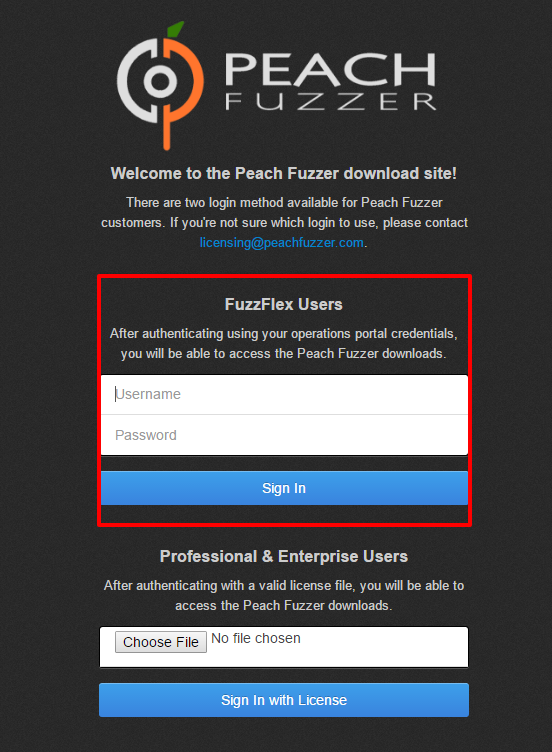 PEACH
FUZZER
Welcome to the Peach Fuzzer download site!
There are two login method available for Peach Fuzzer
customers. If you're not sure which login to use, please contact
licensing@peachfuzzer.com.
FuzzFlex Users
After authenticating using your operations portal credentials,
you will be able to access the Peach Fuzzer downloads.
Username
Password
Sign In
Professional & Enterprise Users
After authenticating with a valid license file, you will be able to
access the Peach Fuzzer downloads.
Choose File No file chosen
Sign In with License